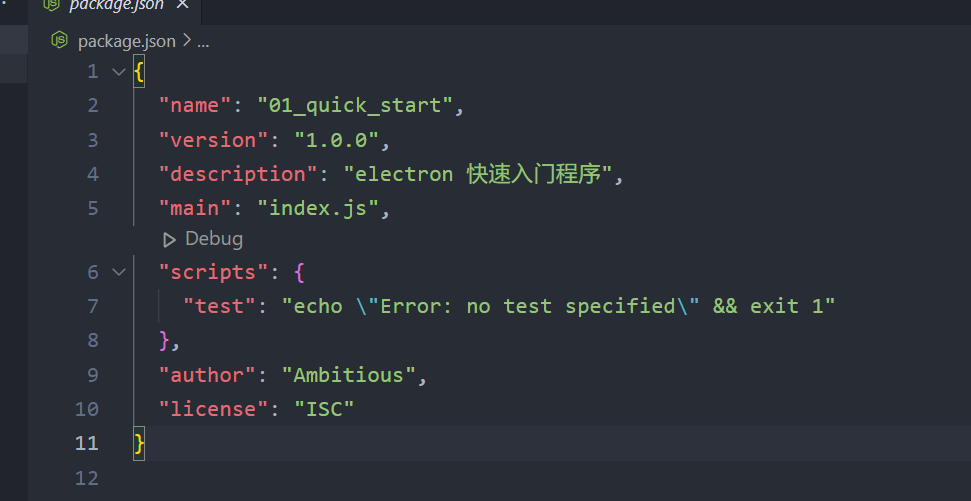 package.json ×
package.json > ...
1 {
2 "name": "01_quick_start",
3 "version": "1.0.0",
4 "description": "electron 快速入门程序",
5 "main": "index.js",
Debug
6 "scripts": {
7 "test": "echo \"Error: no test specified\" && exit 1"
8 },
9 "author": "Ambitious",
10 "license": "ISC"
11 }
12